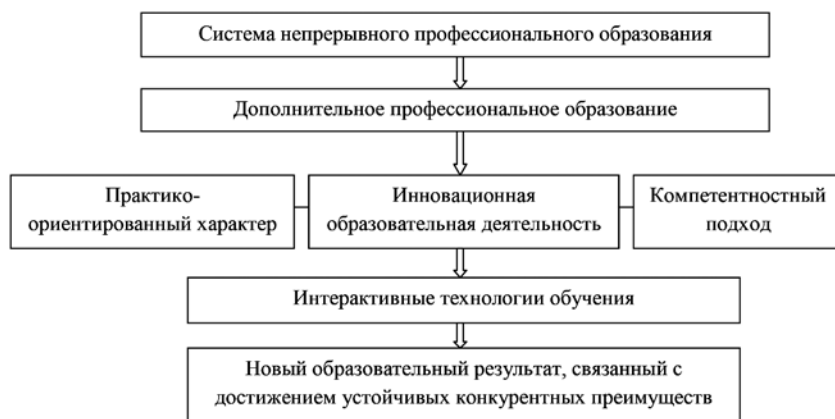 Система непрерывного профессионального образования
Дополнительное профессиональное образование
Практико-
ориентированный характер
Инновационная
образовательная деятельность
Компетентностный
подход
Интерактивные технологии обучения
Новый образовательный результат, связанный с
достижением устойчивых конкурентных преимуществ